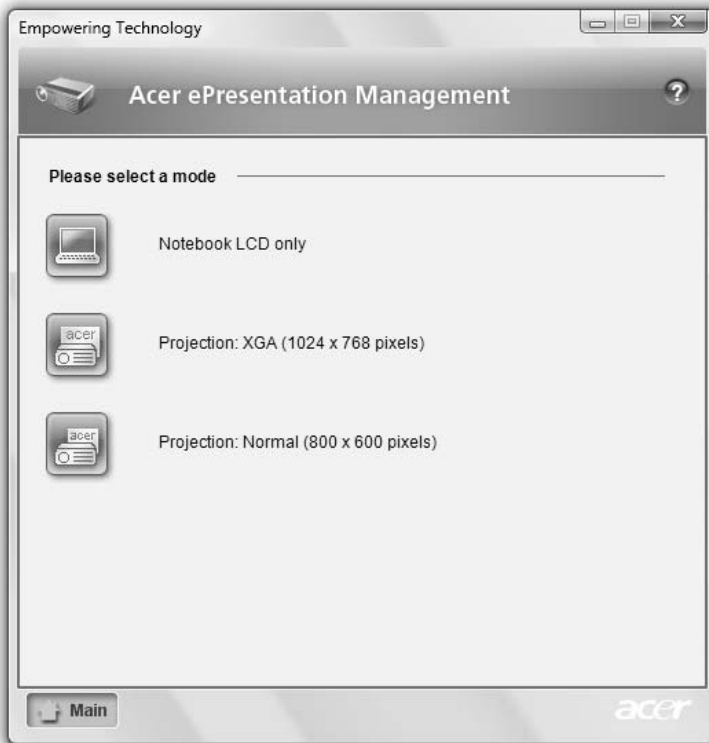 Empowering Technology
Acer ePresentation Management
?
Please select a mode
Notebook LCD only
acer
Projection: XGA (1024 x 768 pixels)
acer
Projection: Normal (800 x 600 pixels)
Main
acer